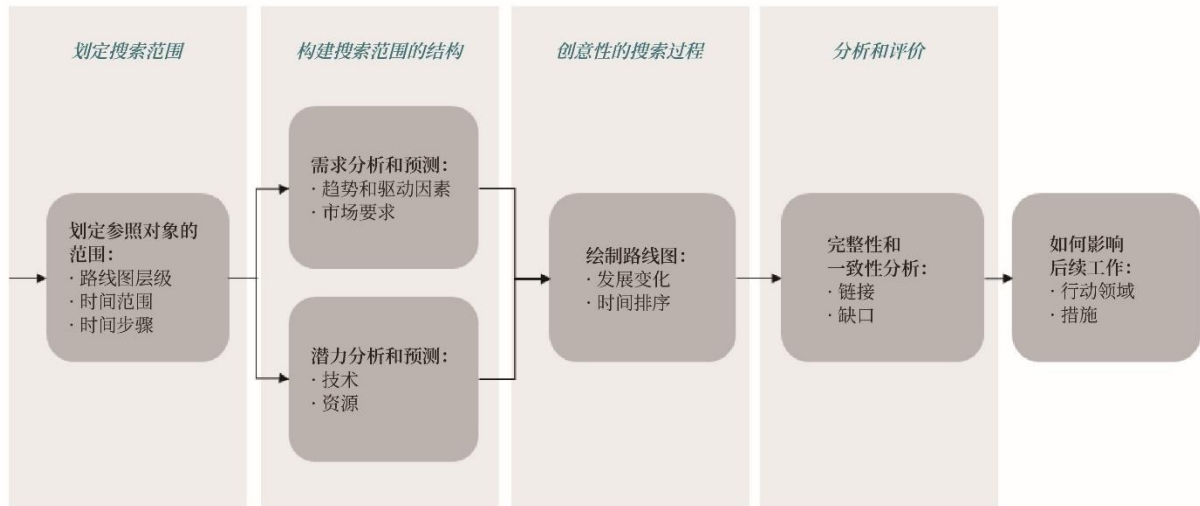 划定搜索范围
构建搜索范围的结构
创意性的搜索过程
分析和评价
划定参照对象的
范围：
· 路线图层级
· 时间范围
· 时间步骤
需求分析和预测：
· 趋势和驱动因素
· 市场要求
潜力分析和预测：
· 技术
· 资源
绘制路线图：
· 发展变化
· 时间排序
完整性和
一致性分析：
· 链接
· 缺口
如何影响
后续工作：
· 行动领域
· 措施